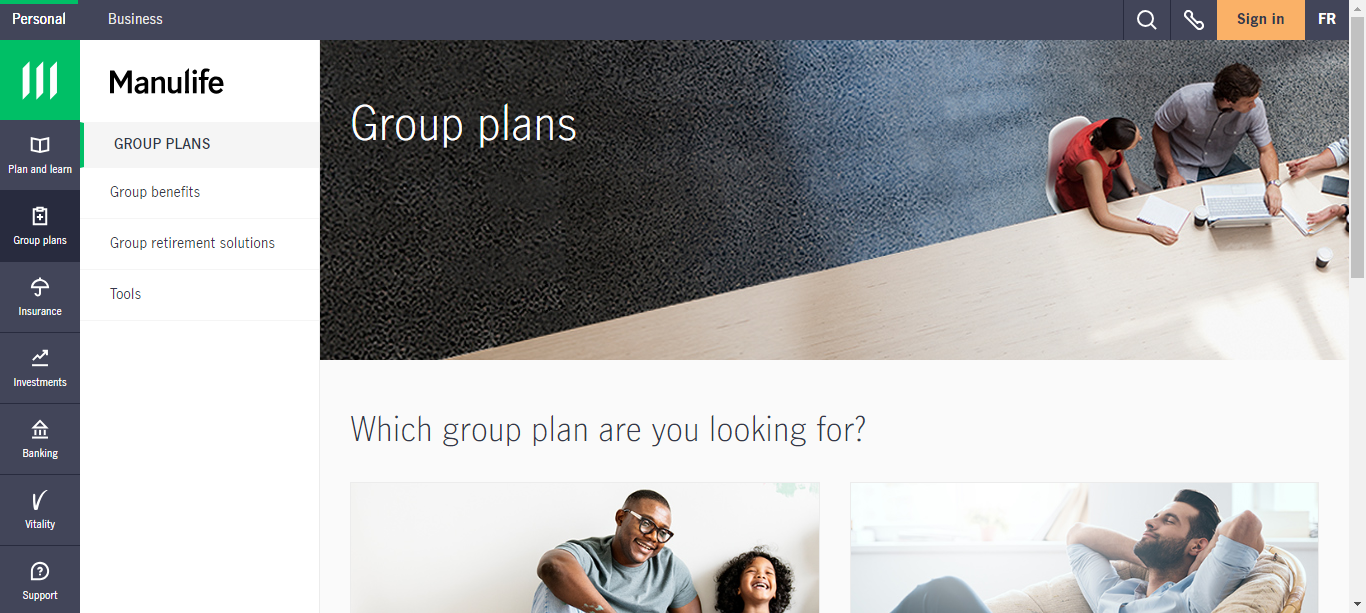 Personal
Business
Sign in
FR
Manulife
Plan and learn
Group plans
Insurance
Investments
Banking
Vitality
Support
GROUP PLANS
Group benefits
Group retirement solutions
Tools
Group plans
Which group plan are you looking for?